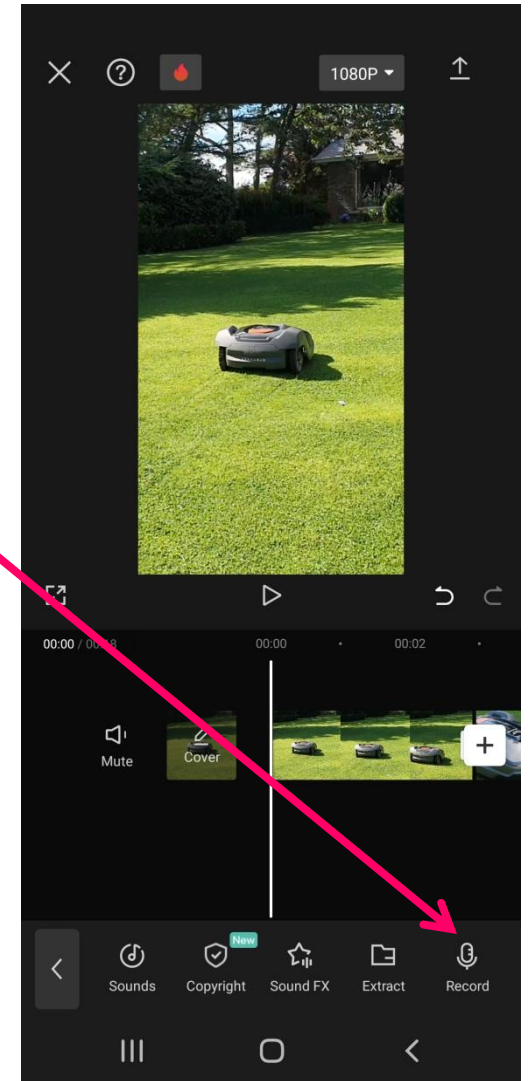 1080P
00:00 / 00:18
00:00
00:02
Mute
Cover
New
Sounds
Copyright
Sound FX
Extract
Record